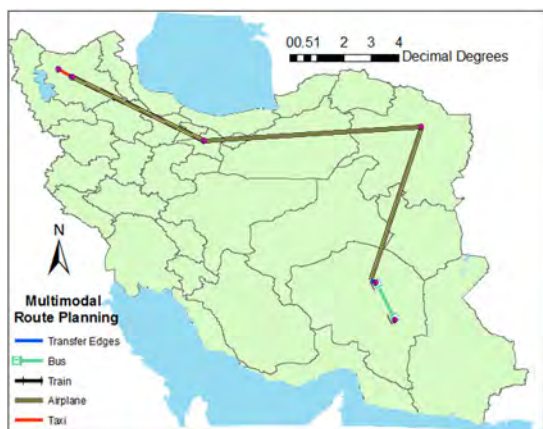 00.51 2 3 4
Decimal Degrees
N
Multimodal
Route Planning
Transfer Edges
Bus
Train
Airplane
Taxi